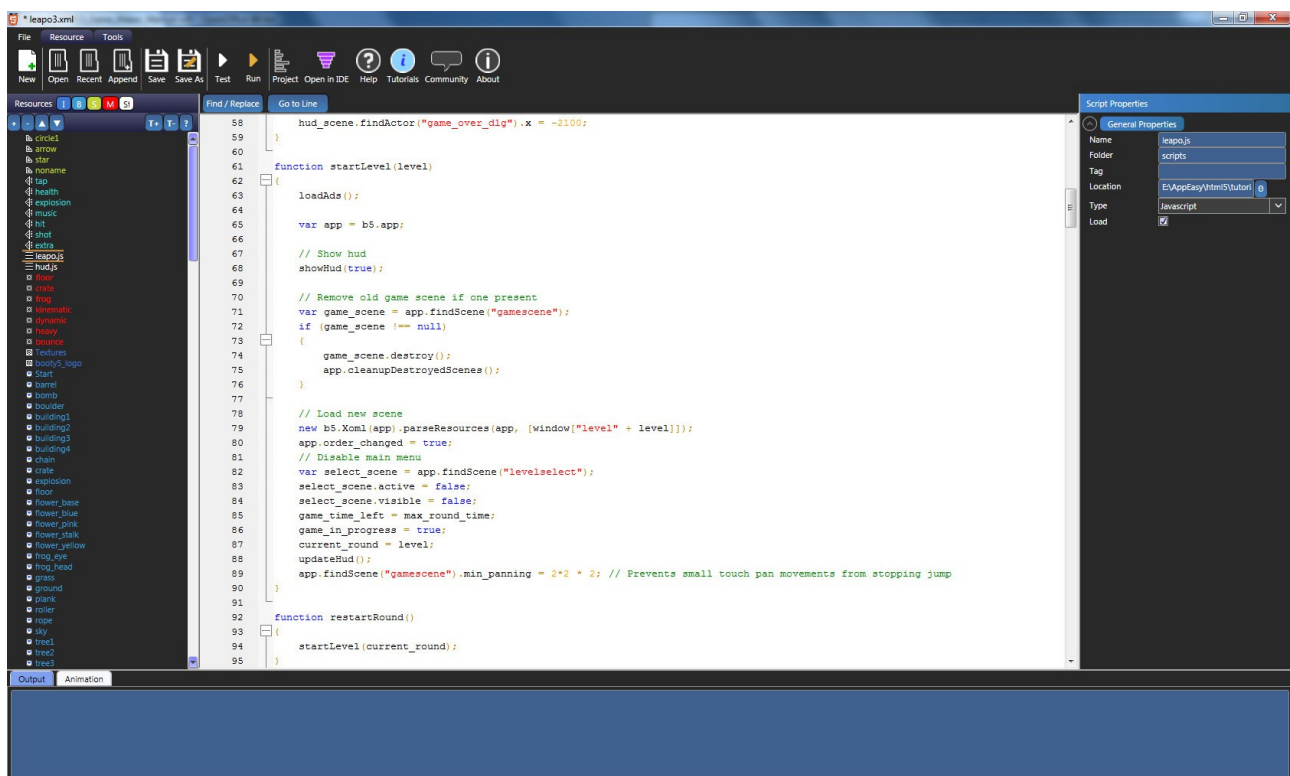 * leapo3.xml
File Resource Tools
New Open Recent Append Save Save As Test Run Project Open in IDE Help Tutorials Community About
Resources I B S M S!
Find / Replace Go to Line
Script Properties
+ - T+ T- ?
circle1
arrow
star
noname
tap
health
explosion
music
hit
shot
extra
leapo.js
hud.js
floor
crate
frog
kinematic
dynamic
heavy
bounce
Textures
booty5_logo
Start
barrel
bomb
boulder
building1
building2
building3
building4
chain
crate
explosion
floor
flower_base
flower_blue
flower_pink
flower_stalk
flower_yellow
frog_eye
frog_head
grass
ground
plank
roller
rope
sky
tree1
tree2
tree3
58 hud_scene.findActor("game_over_dlg").x = -2100;
59 }
60
61 function startLevel(level)
62 {
63 loadAds();
64
65 var app = b5.app;
66
67 // Show hud
68 showHud(true);
69
70 // Remove old game scene if one present
71 var game_scene = app.findScene("gamescene");
72 if (game_scene !== null)
73 {
74 game_scene.destroy();
75 app.cleanupDestroyedScenes();
76 }
77
78 // Load new scene
79 new b5.Xoml(app).parseResources(app, [window["level" + level]]);
80 app.order_changed = true;
81 // Disable main menu
82 var select_scene = app.findScene("levelselect");
83 select_scene.active = false;
84 select_scene.visible = false;
85 game_time_left = max_round_time;
86 game_in_progress = true;
87 current_round = level;
88 updateHud();
89 app.findScene("gamescene").min_panning = 2*2 * 2; // Prevents small touch pan movements from stopping jump
90 }
91
92 function restartRound()
93 {
94 startLevel(current_round);
95 }
General Properties
Name leapo.js
Folder scripts
Tag
Location E:\AppEasy\html5\tutori
Type Javascript
Load
Output Animation